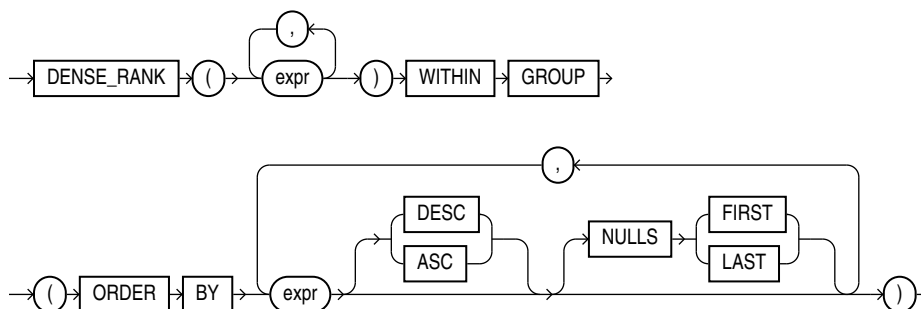 ,
DENSE_RANK ( expr ) WITHIN GROUP
,
DESC FIRST
NULLS
ASC LAST
( ORDER BY expr )